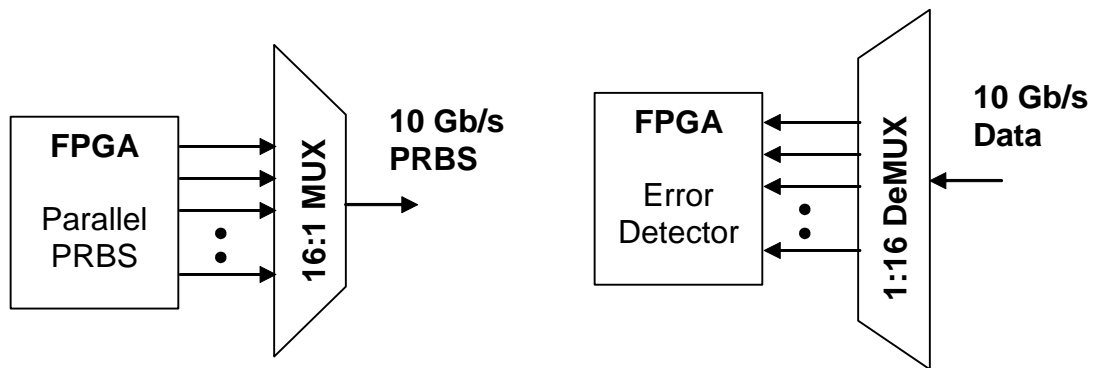 FPGA
Parallel
PRBS
16:1 MUX
10 Gb/s
PRBS
FPGA
Error
Detector
1:16 DeMUX
10 Gb/s
Data